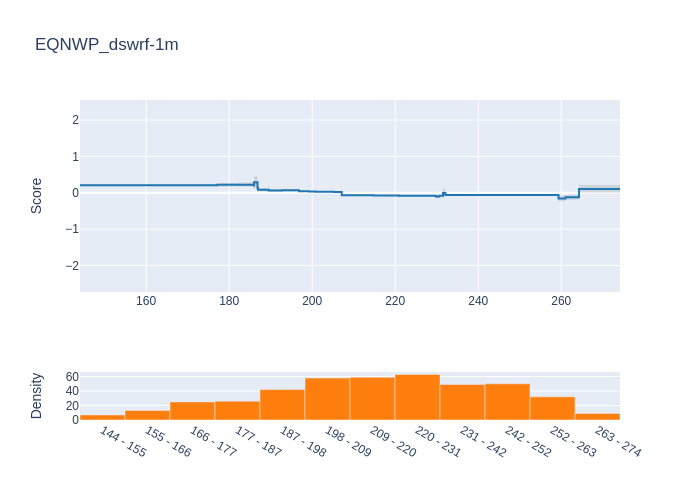 EQNWP_dswrf-1m
2
1
0
−1
−2
Score
160 180 200 220 240 260
60
40
20
0
Density
144 - 155
155 - 166
166 - 177
177 - 187
187 - 198
198 - 209
209 - 220
220 - 231
231 - 242
242 - 252
252 - 263
263 - 274